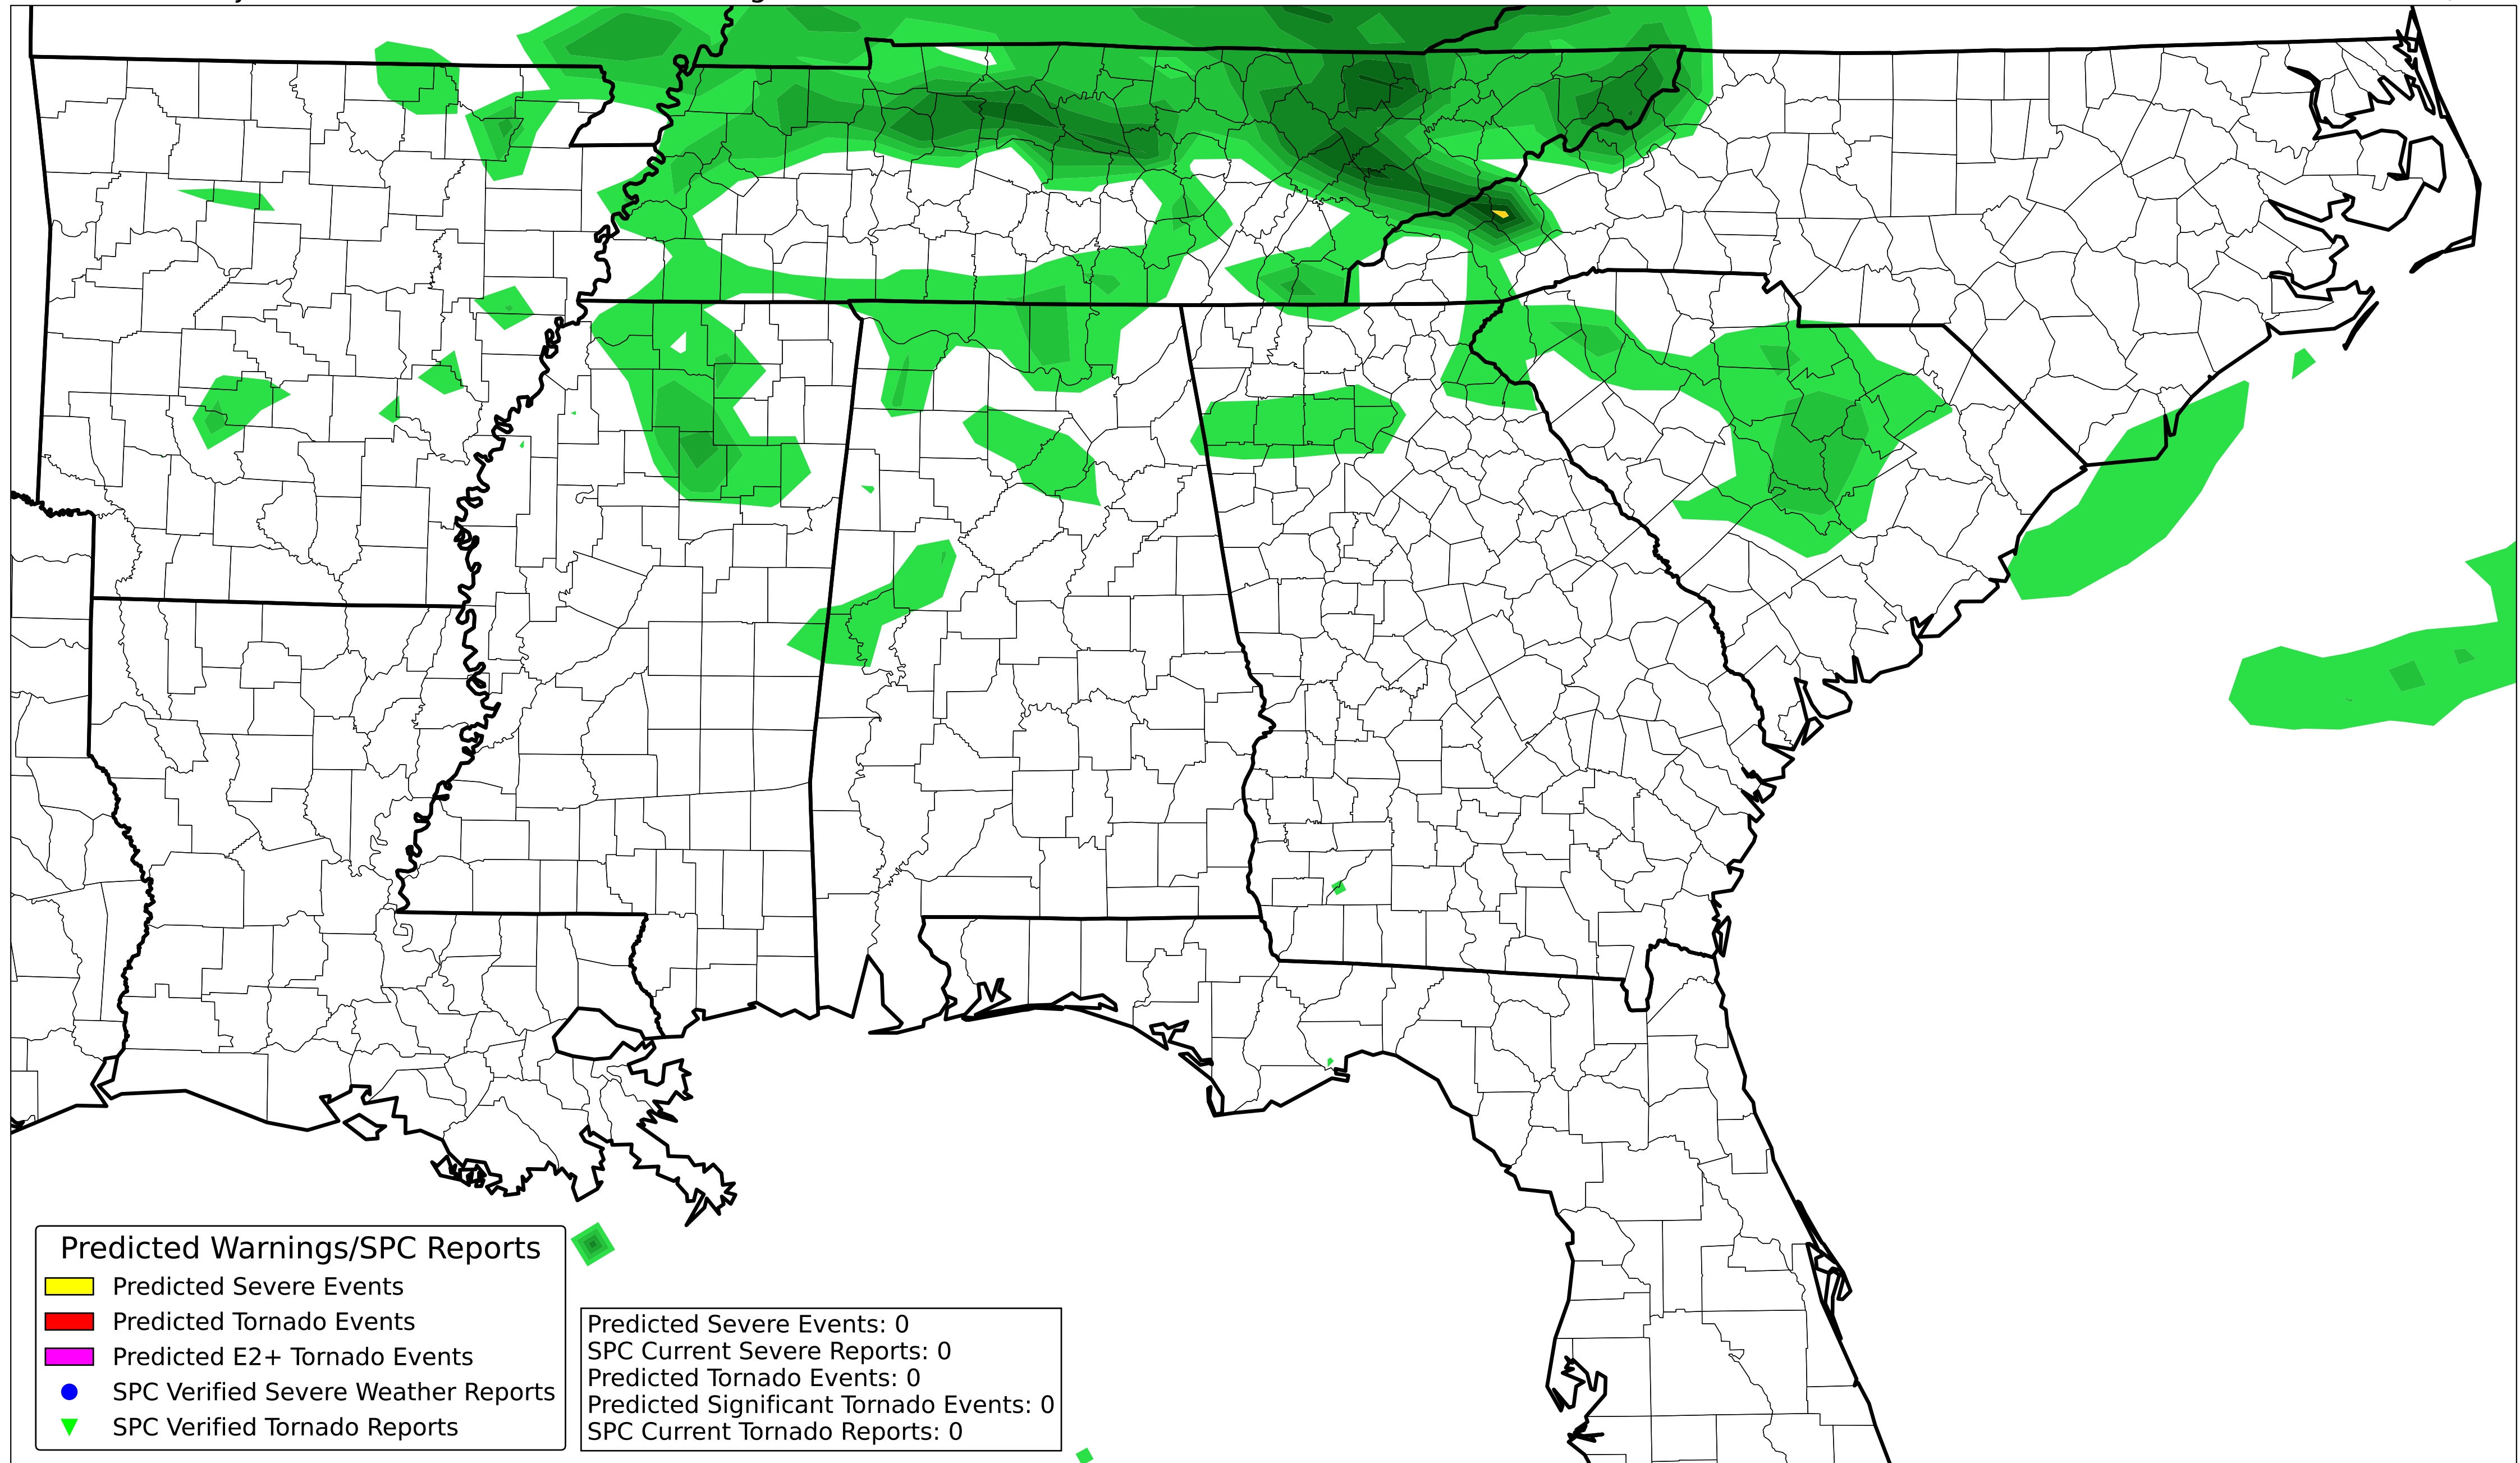 Predicted Warnings/SPC Reports
Predicted Severe Events
Predicted Tornado Events
Predicted E2+ Tornado Events
SPC Verified Severe Weather Reports
SPC Verified Tornado Reports
Predicted Severe Events: 0
SPC Current Severe Reports: 0
Predicted Tornado Events: 0
Predicted Significant Tornado Events: 0
SPC Current Tornado Reports: 0